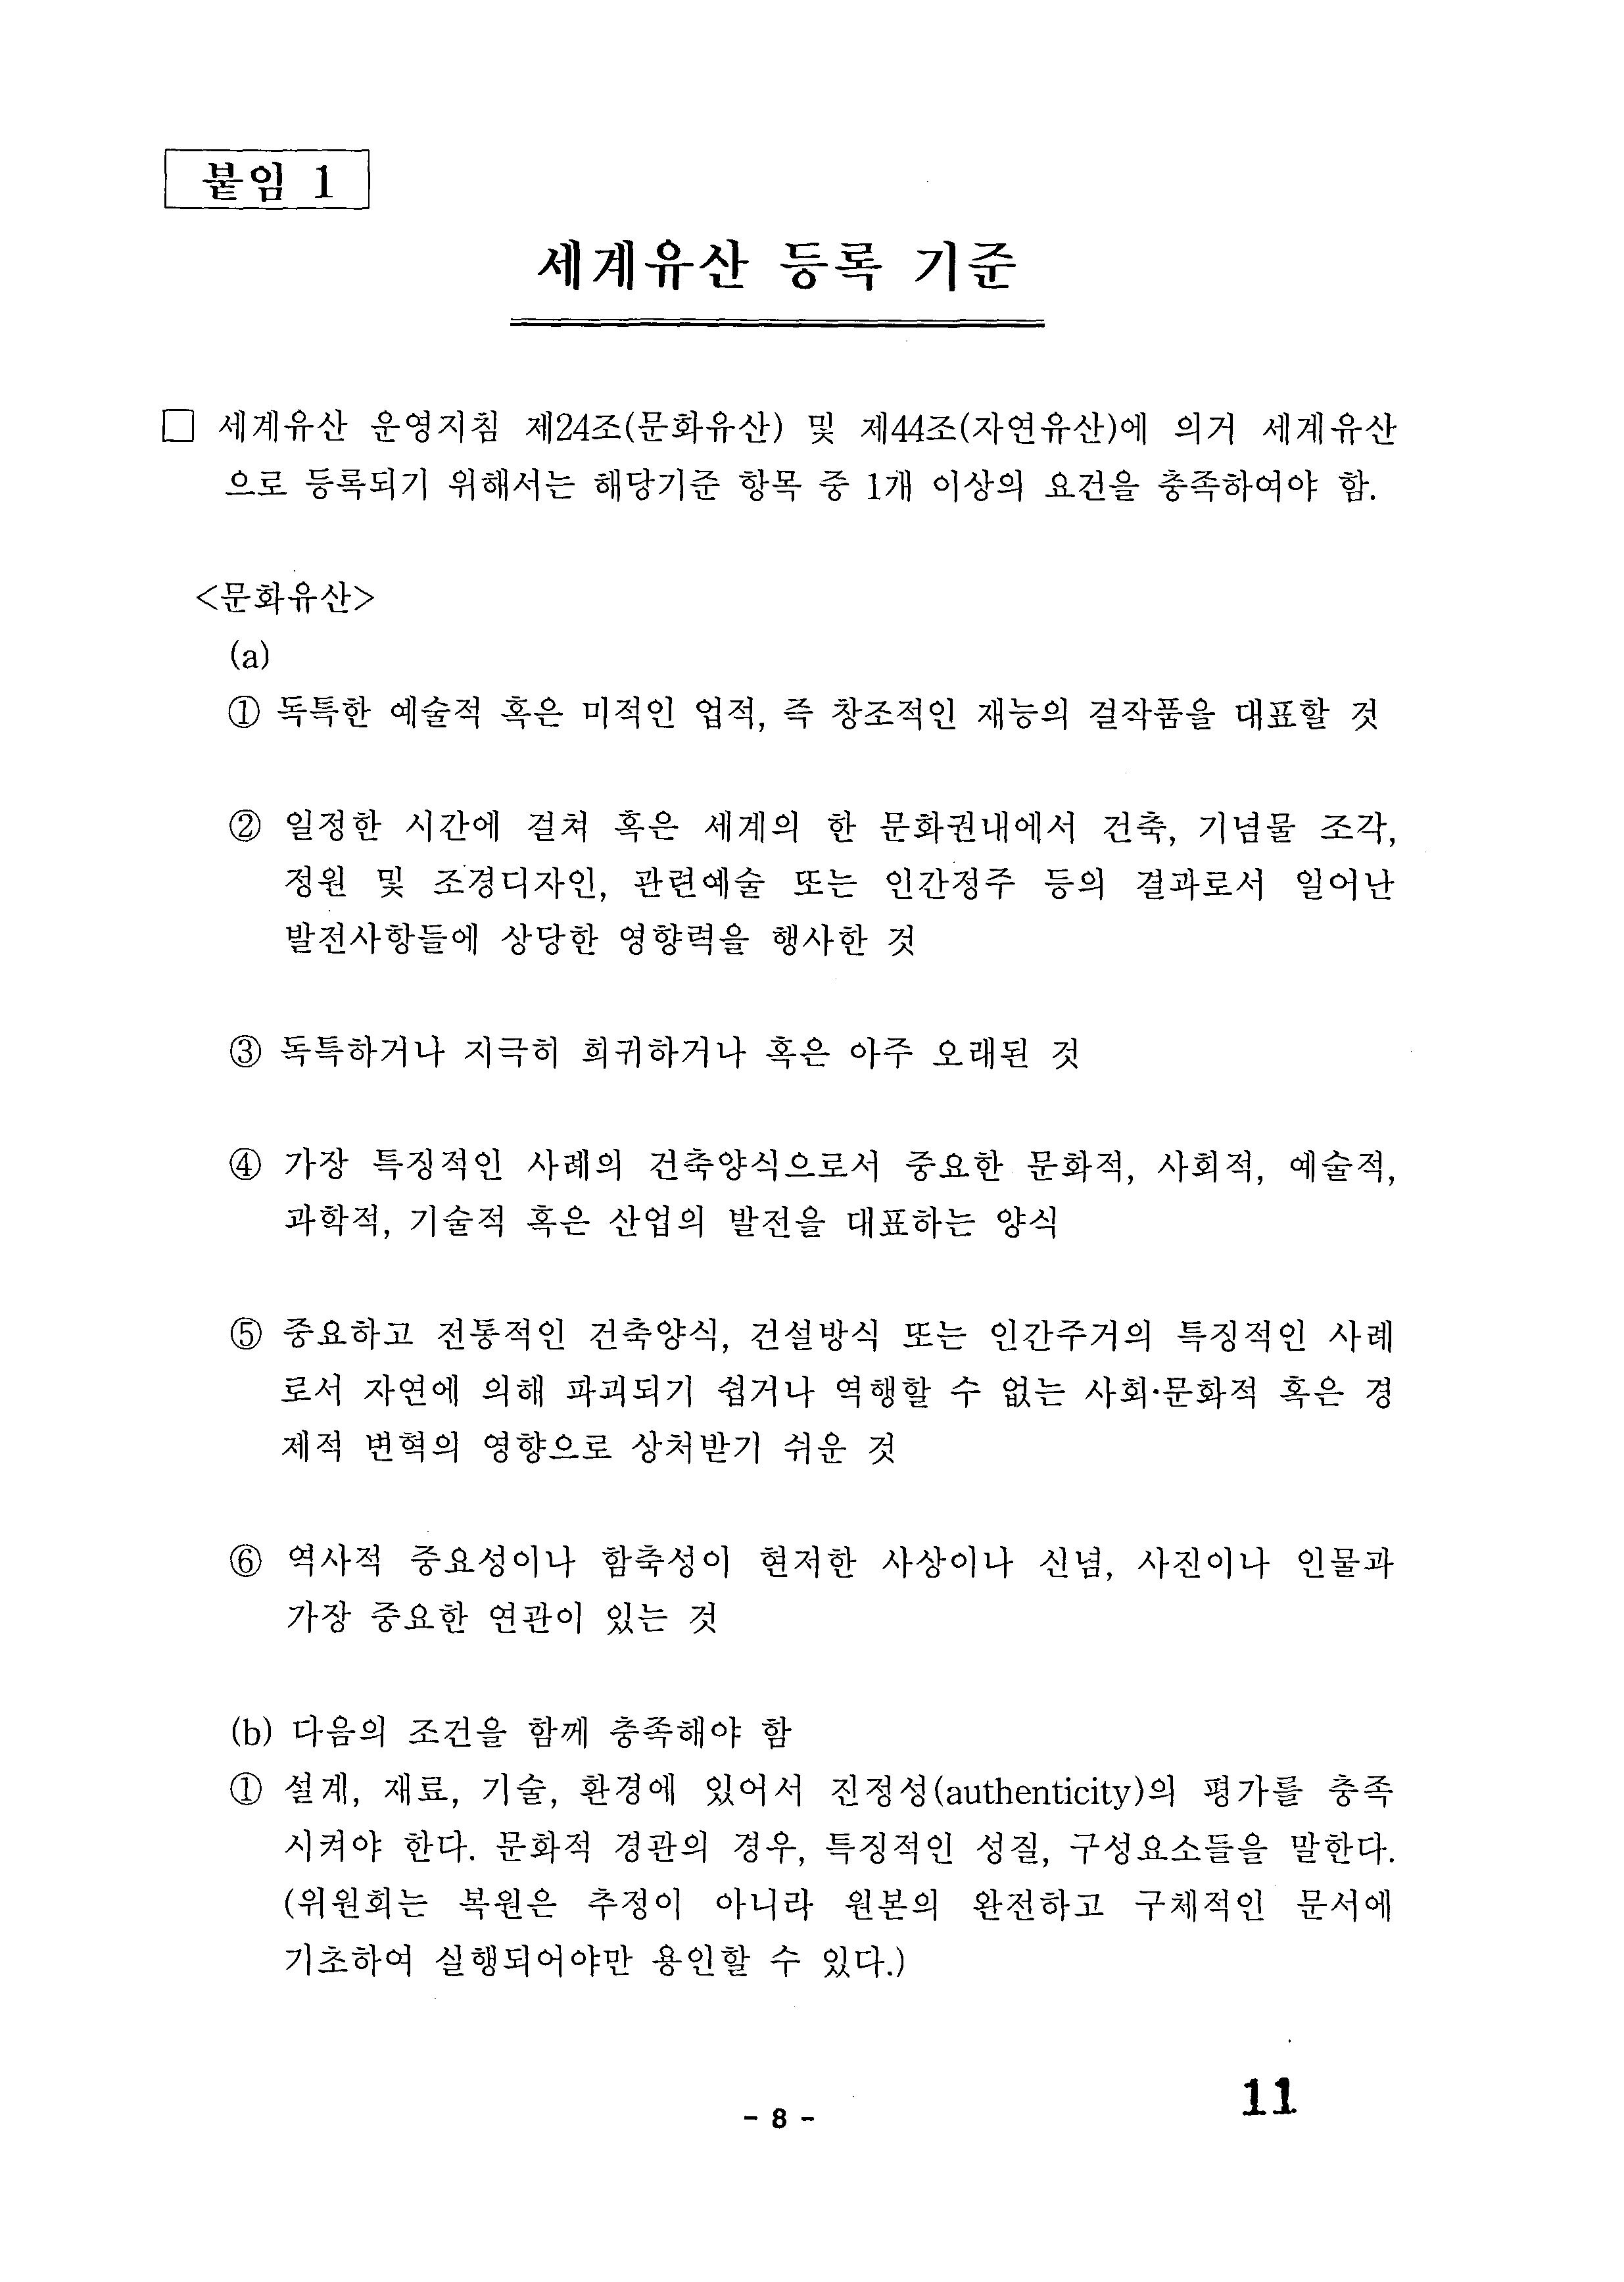 붙임 1
세계유산 등록 기준
□ 세계유산 운영지침 제24조(문화유산) 및 제44조(자연유산)에 의거 세계유산
으로 등록되기 위해서는 해당기준 항목 중 1개 이상의 요건을 충족하여야 함.
<문화유산>
(a)
① 독특한 예술적 혹은 미적인 업적, 즉 창조적인 재능의 걸작품을 대표할 것
② 일정한 시간에 걸쳐 혹은 세계의 한 문화권내에서 건축, 기념물 조각,
정원 및 조경디자인, 관련예술 또는 인간정주 등의 결과로서 일어난
발전사항들에 상당한 영향력을 행사한 것
③ 독특하거나 지극히 희귀하거나 혹은 아주 오래된 것
④ 가장 특징적인 사례의 건축양식으로서 중요한 문화적, 사회적, 예술적,
과학적, 기술적 혹은 산업의 발전을 대표하는 양식
⑤ 중요하고 전통적인 건축양식, 건설방식 또는 인간주거의 특징적인 사례
로서 자연에 의해 파괴되기 쉽거나 역행할 수 없는 사회·문화적 혹은 경
제적 변혁의 영향으로 상처받기 쉬운 것
⑥ 역사적 중요성이나 함축성이 현저한 사상이나 신념, 사진이나 인물과
가장 중요한 연관이 있는 것
(b) 다음의 조건을 함께 충족해야 함
① 설계, 재료, 기술, 환경에 있어서 진정성(authenticity)의 평가를 충족
시켜야 한다. 문화적 경관의 경우, 특징적인 성질, 구성요소들을 말한다.
(위원회는 복원은 추정이 아니라 원본의 완전하고 구체적인 문서에
기초하여 실행되어야만 용인할 수 있다.)
- 8 -
11